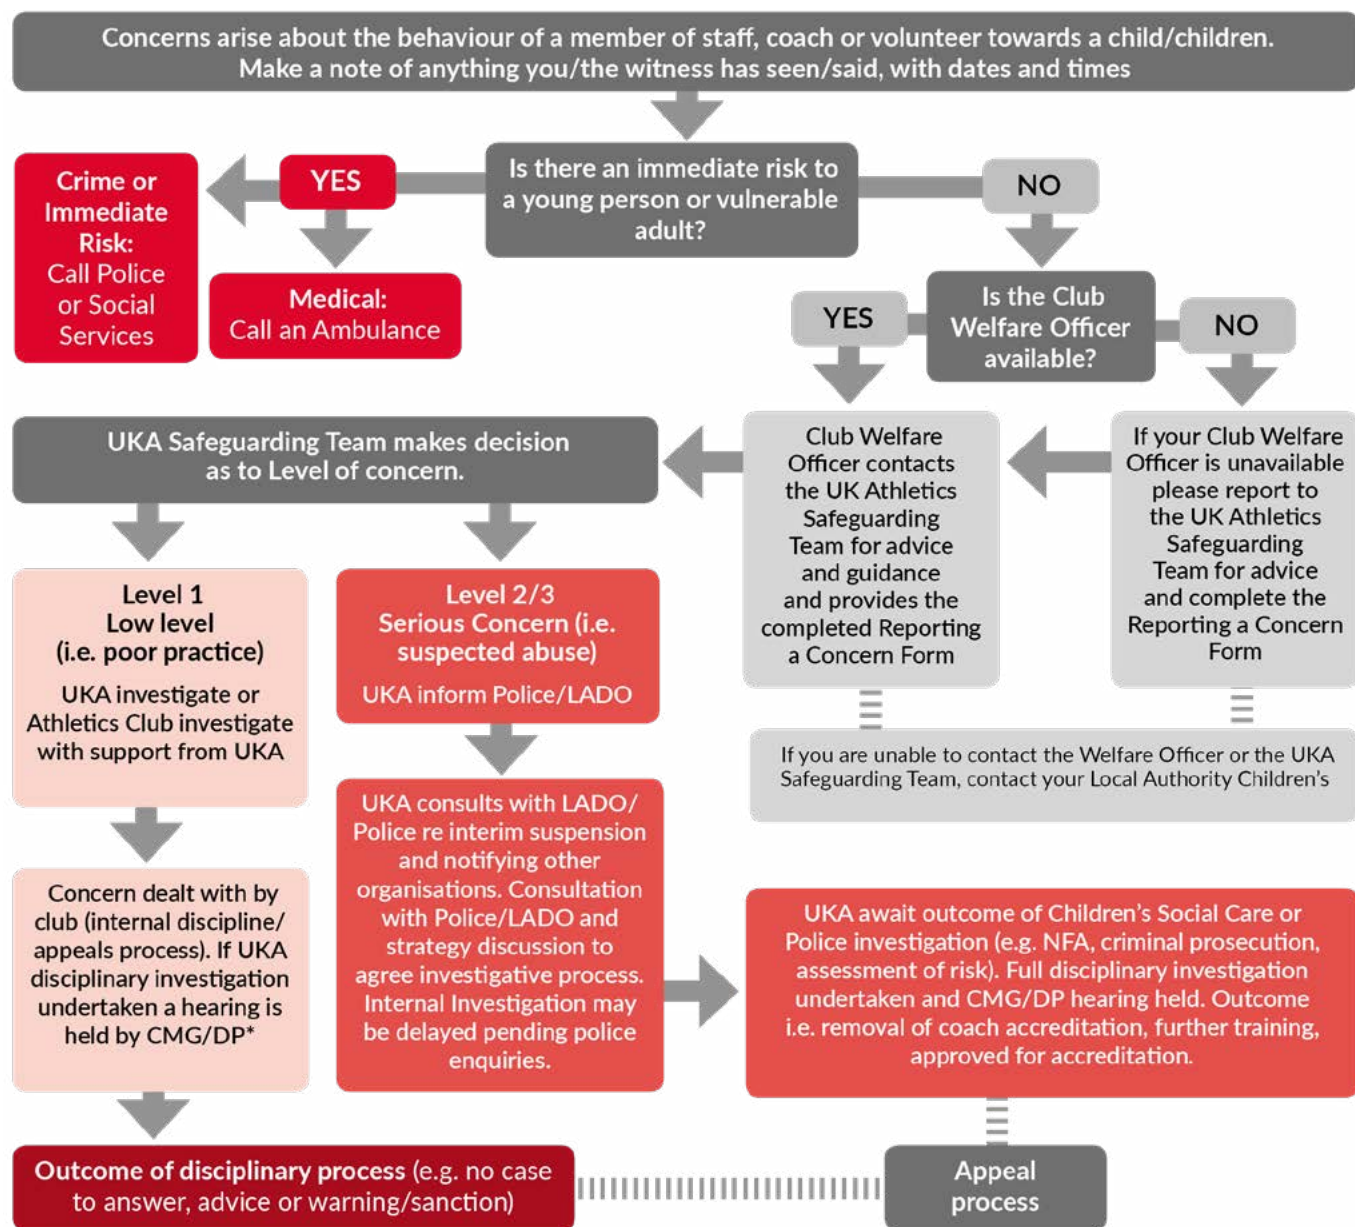 Concerns arise about the behaviour of a member of staff, coach or volunteer towards a child/children.
Make a note of anything you/the witness has seen/said, with dates and times
Is there an immediate risk to
a young person or vulnerable
adult?
YES
NO
Crime or
Immediate
Risk:
Call Police
or Social
Services
Medical:
Call an Ambulance
Is the Club
Welfare Officer
available?
YES
NO
UKA Safeguarding Team makes decision
as to Level of concern.
Club Welfare
Officer contacts
the UK Athletics
Safeguarding
Team for advice
and guidance
and provides the
completed Reporting
a Concern Form
If your Club Welfare
Officer is unavailable
please report to
the UK Athletics
Safeguarding
Team for advice
and complete the
Reporting a Concern
Form
If you are unable to contact the Welfare Officer or the UKA
Safeguarding Team, contact your Local Authority Children's
Level 1
Low level
(i.e. poor practice)
UKA investigate or
Athletics Club investigate
with support from UKA
Level 2/3
Serious Concern (i.e.
suspected abuse)
UKA inform Police/LADO
Concern dealt with by
club (internal discipline/
appeals process). If UKA
disciplinary investigation
undertaken a hearing is
held by CMG/DP*
UKA consults with LADO/
Police re interim suspension
and notifying other
organisations. Consultation
with Police/LADO and
strategy discussion to
agree investigative process.
Internal Investigation may
be delayed pending police
enquiries.
UKA await outcome of Children's Social Care or
Police investigation (e.g. NFA, criminal prosecution,
assessment of risk). Full disciplinary investigation
undertaken and CMG/DP hearing held. Outcome
i.e. removal of coach accreditation, further training,
approved for accreditation.
Outcome of disciplinary process (e.g. no case
to answer, advice or warning/sanction)
Appeal
process